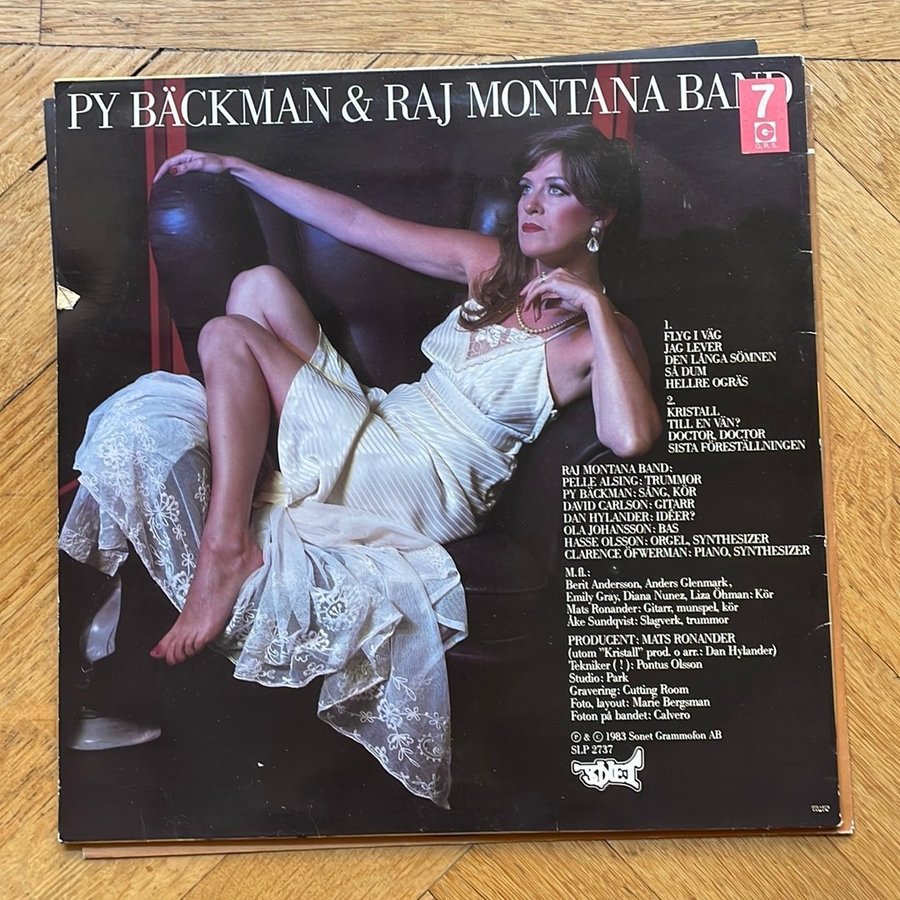 PY BÄCKMAN & RAJ MONTANA BAND
7
G.R.S.
1.
FLYG I VÄG
JAG LEVER
DEN LÅNGA SÖMNEN
SÅ DUM
HELLRE OGRÄS
2.
KRISTALL
TILL EN VÄN?
DOCTOR, DOCTOR
SISTA FÖRESTÄLLNINGEN
RAJ MONTANA BAND:
PELLE ALSING: TRUMMOR
PY BÄCKMAN: SÅNG, KÖR
DAVID CARLSON: GITARR
DAN HYLANDER: IDÉER?
OLA JOHANSSON: BAS
HASSE OLSSON: ORGEL, SYNTHESIZER
CLARENCE ÖFWERMAN: PIANO, SYNTHESIZER
M.fl.:
Berit Andersson, Anders Glenmark,
Emily Gray, Diana Nunez, Liza Öhman: Kör
Mats Ronander: Gitarr, munspel, kör
Åke Sundqvist: Slagverk, trummor
PRODUCENT: MATS RONANDER
(utom "Kristall" prod. o arr.: Dan Hylander)
Tekniker (!): Pontus Olsson
Studio: Park
Gravering: Cutting Room
Foto, layout: Marie Bergsman
Foton på bandet: Calvero
℗ & © 1983 Sonet Grammofon AB
SLP 2737
SONET